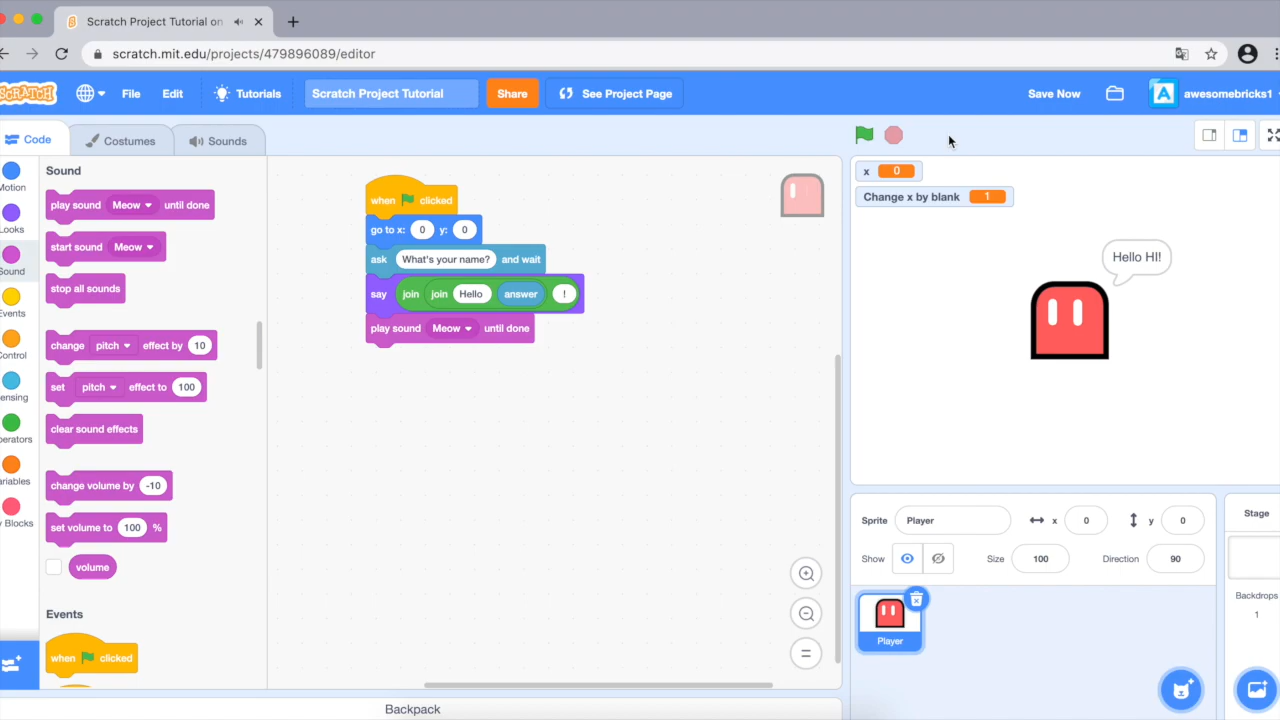 Scratch Project Tutorial on
scratch.mit.edu/projects/479896089/editor
SCRATCH
File
Edit
Tutorials
Scratch Project Tutorial
Share
See Project Page
Save Now
awesomebricks1
Code
Costumes
Sounds
Motion
Looks
Sound
Events
Control
ensing
perators
ariables
y Blocks
Sound
play sound Meow until done
start sound Meow
stop all sounds
change pitch effect by 10
set pitch effect to 100
clear sound effects
change volume by -10
set volume to 100 %
volume
Events
when clicked
when clicked
go to x: 0 y: 0
ask What's your name? and wait
say join join Hello answer !
play sound Meow until done
Backpack
x 0
Change x by blank 1
Hello HI!
Sprite Player x 0 y 0
Show Size 100 Direction 90
Player
Stage
Backdrops
1